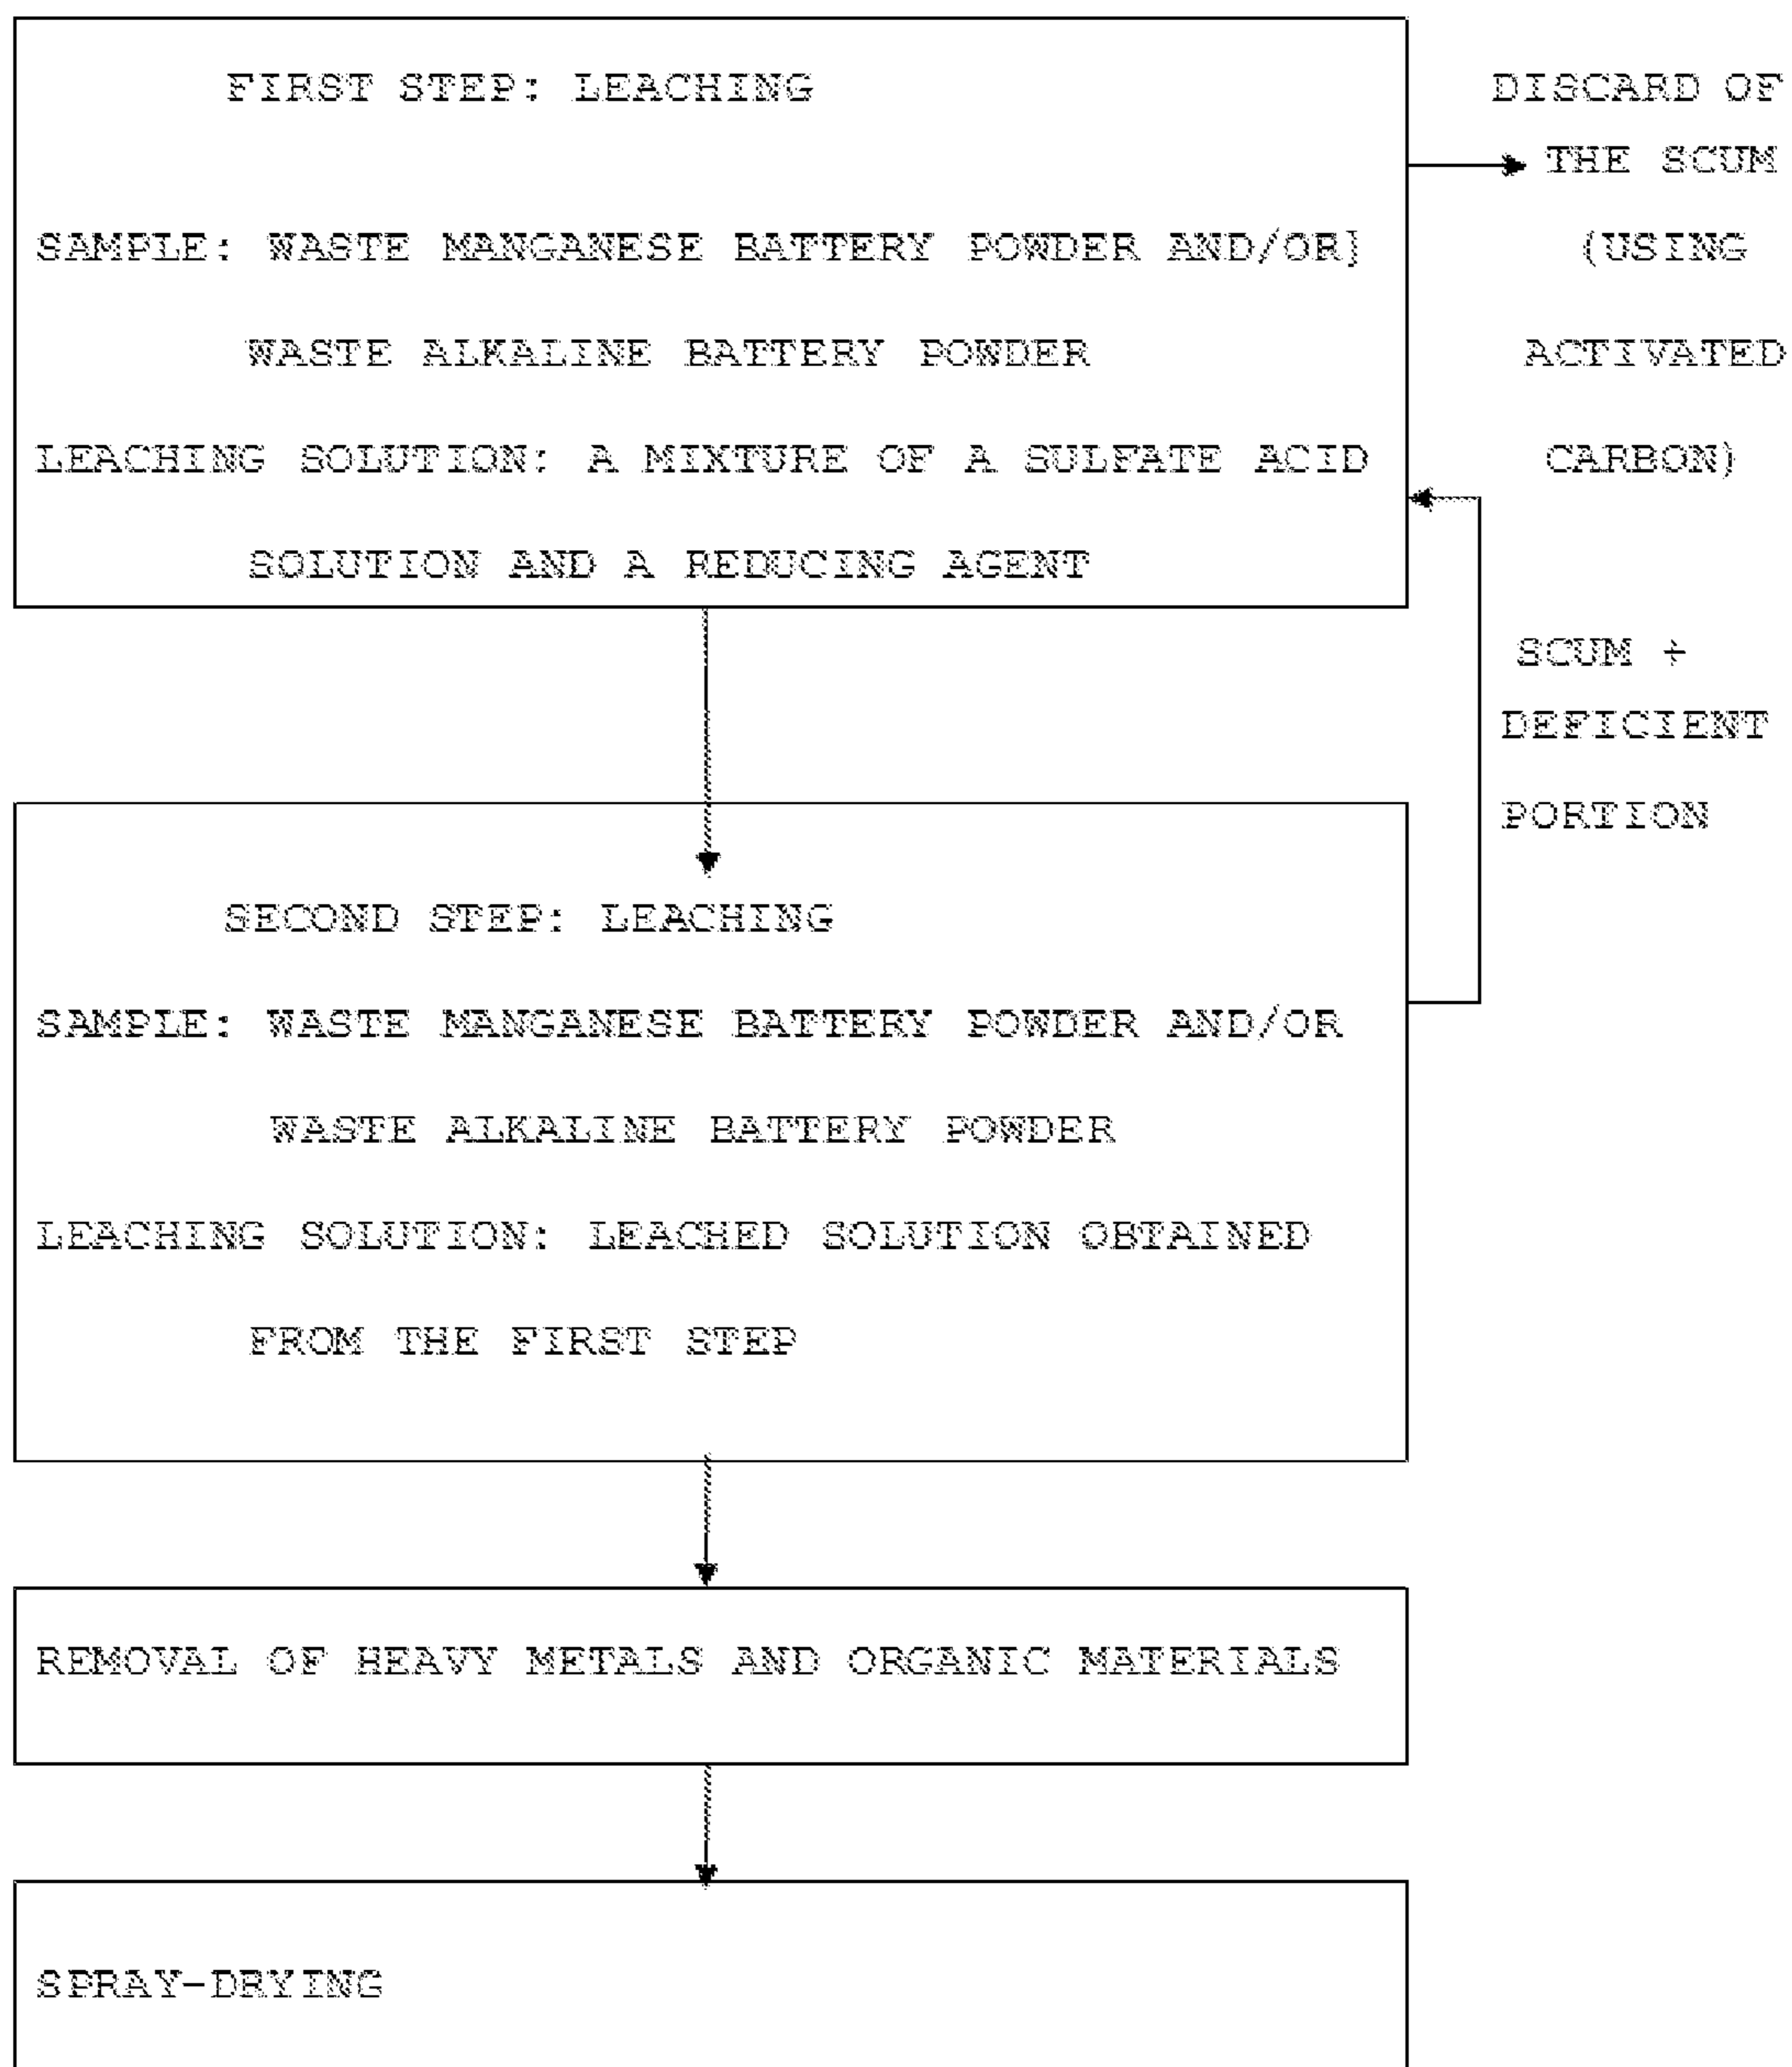 FIRST STEP: LEACHING
SAMPLE: WASTE MANGANESE BATTERY POWDER AND/OR]
WASTE ALKALINE BATTERY POWDER
LEACHING SOLUTION: A MIXTURE OF A SULFATE ACID
SOLUTION AND A REDUCING AGENT
DISCARD OF
THE SCUM
(USING
ACTIVATED
CARBON)
SCUM +
DEFICIENT
PORTION
SECOND STEP: LEACHING
SAMPLE: WASTE MANGANESE BATTERY POWDER AND/OR
WASTE ALKALINE BATTERY POWDER
LEACHING SOLUTION: LEACHED SOLUTION OBTAINED
FROM THE FIRST STEP
REMOVAL OF HEAVY METALS AND ORGANIC MATERIALS
SPRAY-DRYING